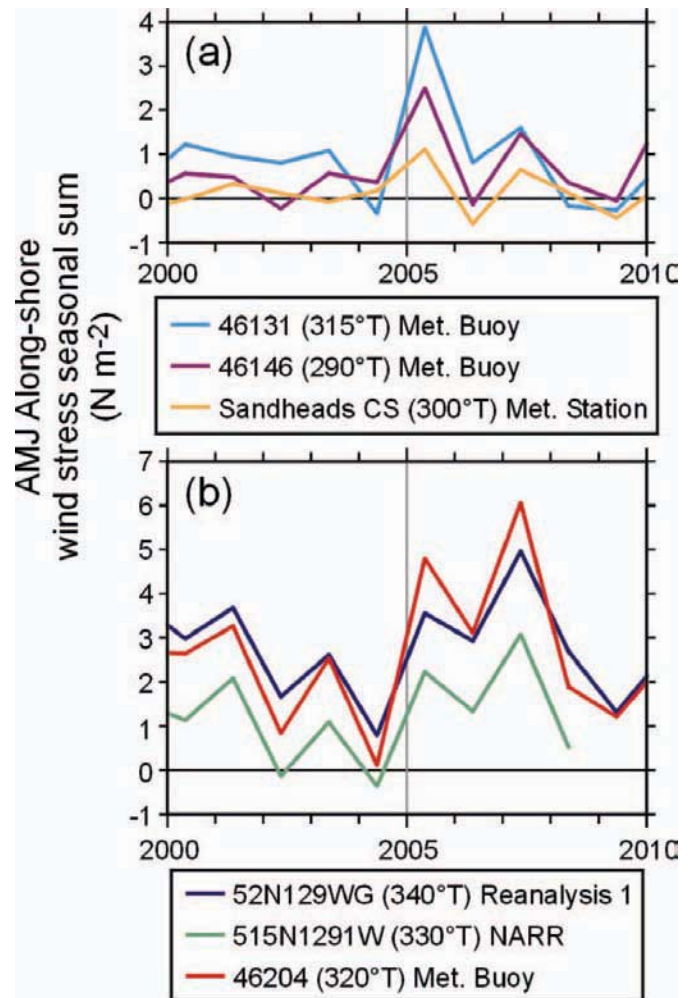 AMJ Along-shore
wind stress seasonal sum
(N m-2)
(a)
4
3
2
1
0
-1
2000 2005 2010
46131 (315°T) Met. Buoy
46146 (290°T) Met. Buoy
Sandheads CS (300°T) Met. Station
(b)
7
6
5
4
3
2
1
0
-1
2000 2005 2010
52N129WG (340°T) Reanalysis 1
515N1291W (330°T) NARR
46204 (320°T) Met. Buoy